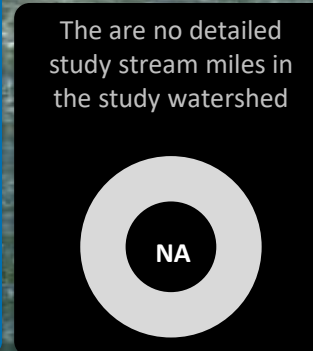 The are no detailed
study stream miles in
the study watershed
NA